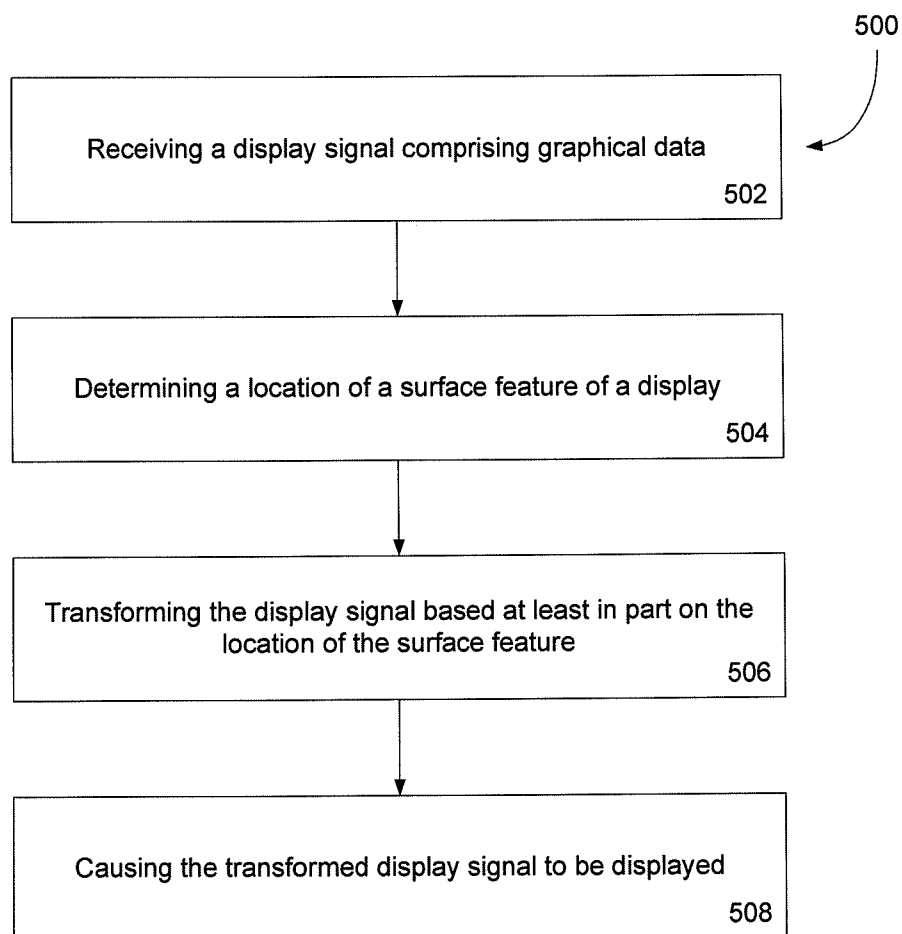 500
Receiving a display signal comprising graphical data
502
Determining a location of a surface feature of a display
504
Transforming the display signal based at least in part on the
location of the surface feature
506
Causing the transformed display signal to be displayed
508